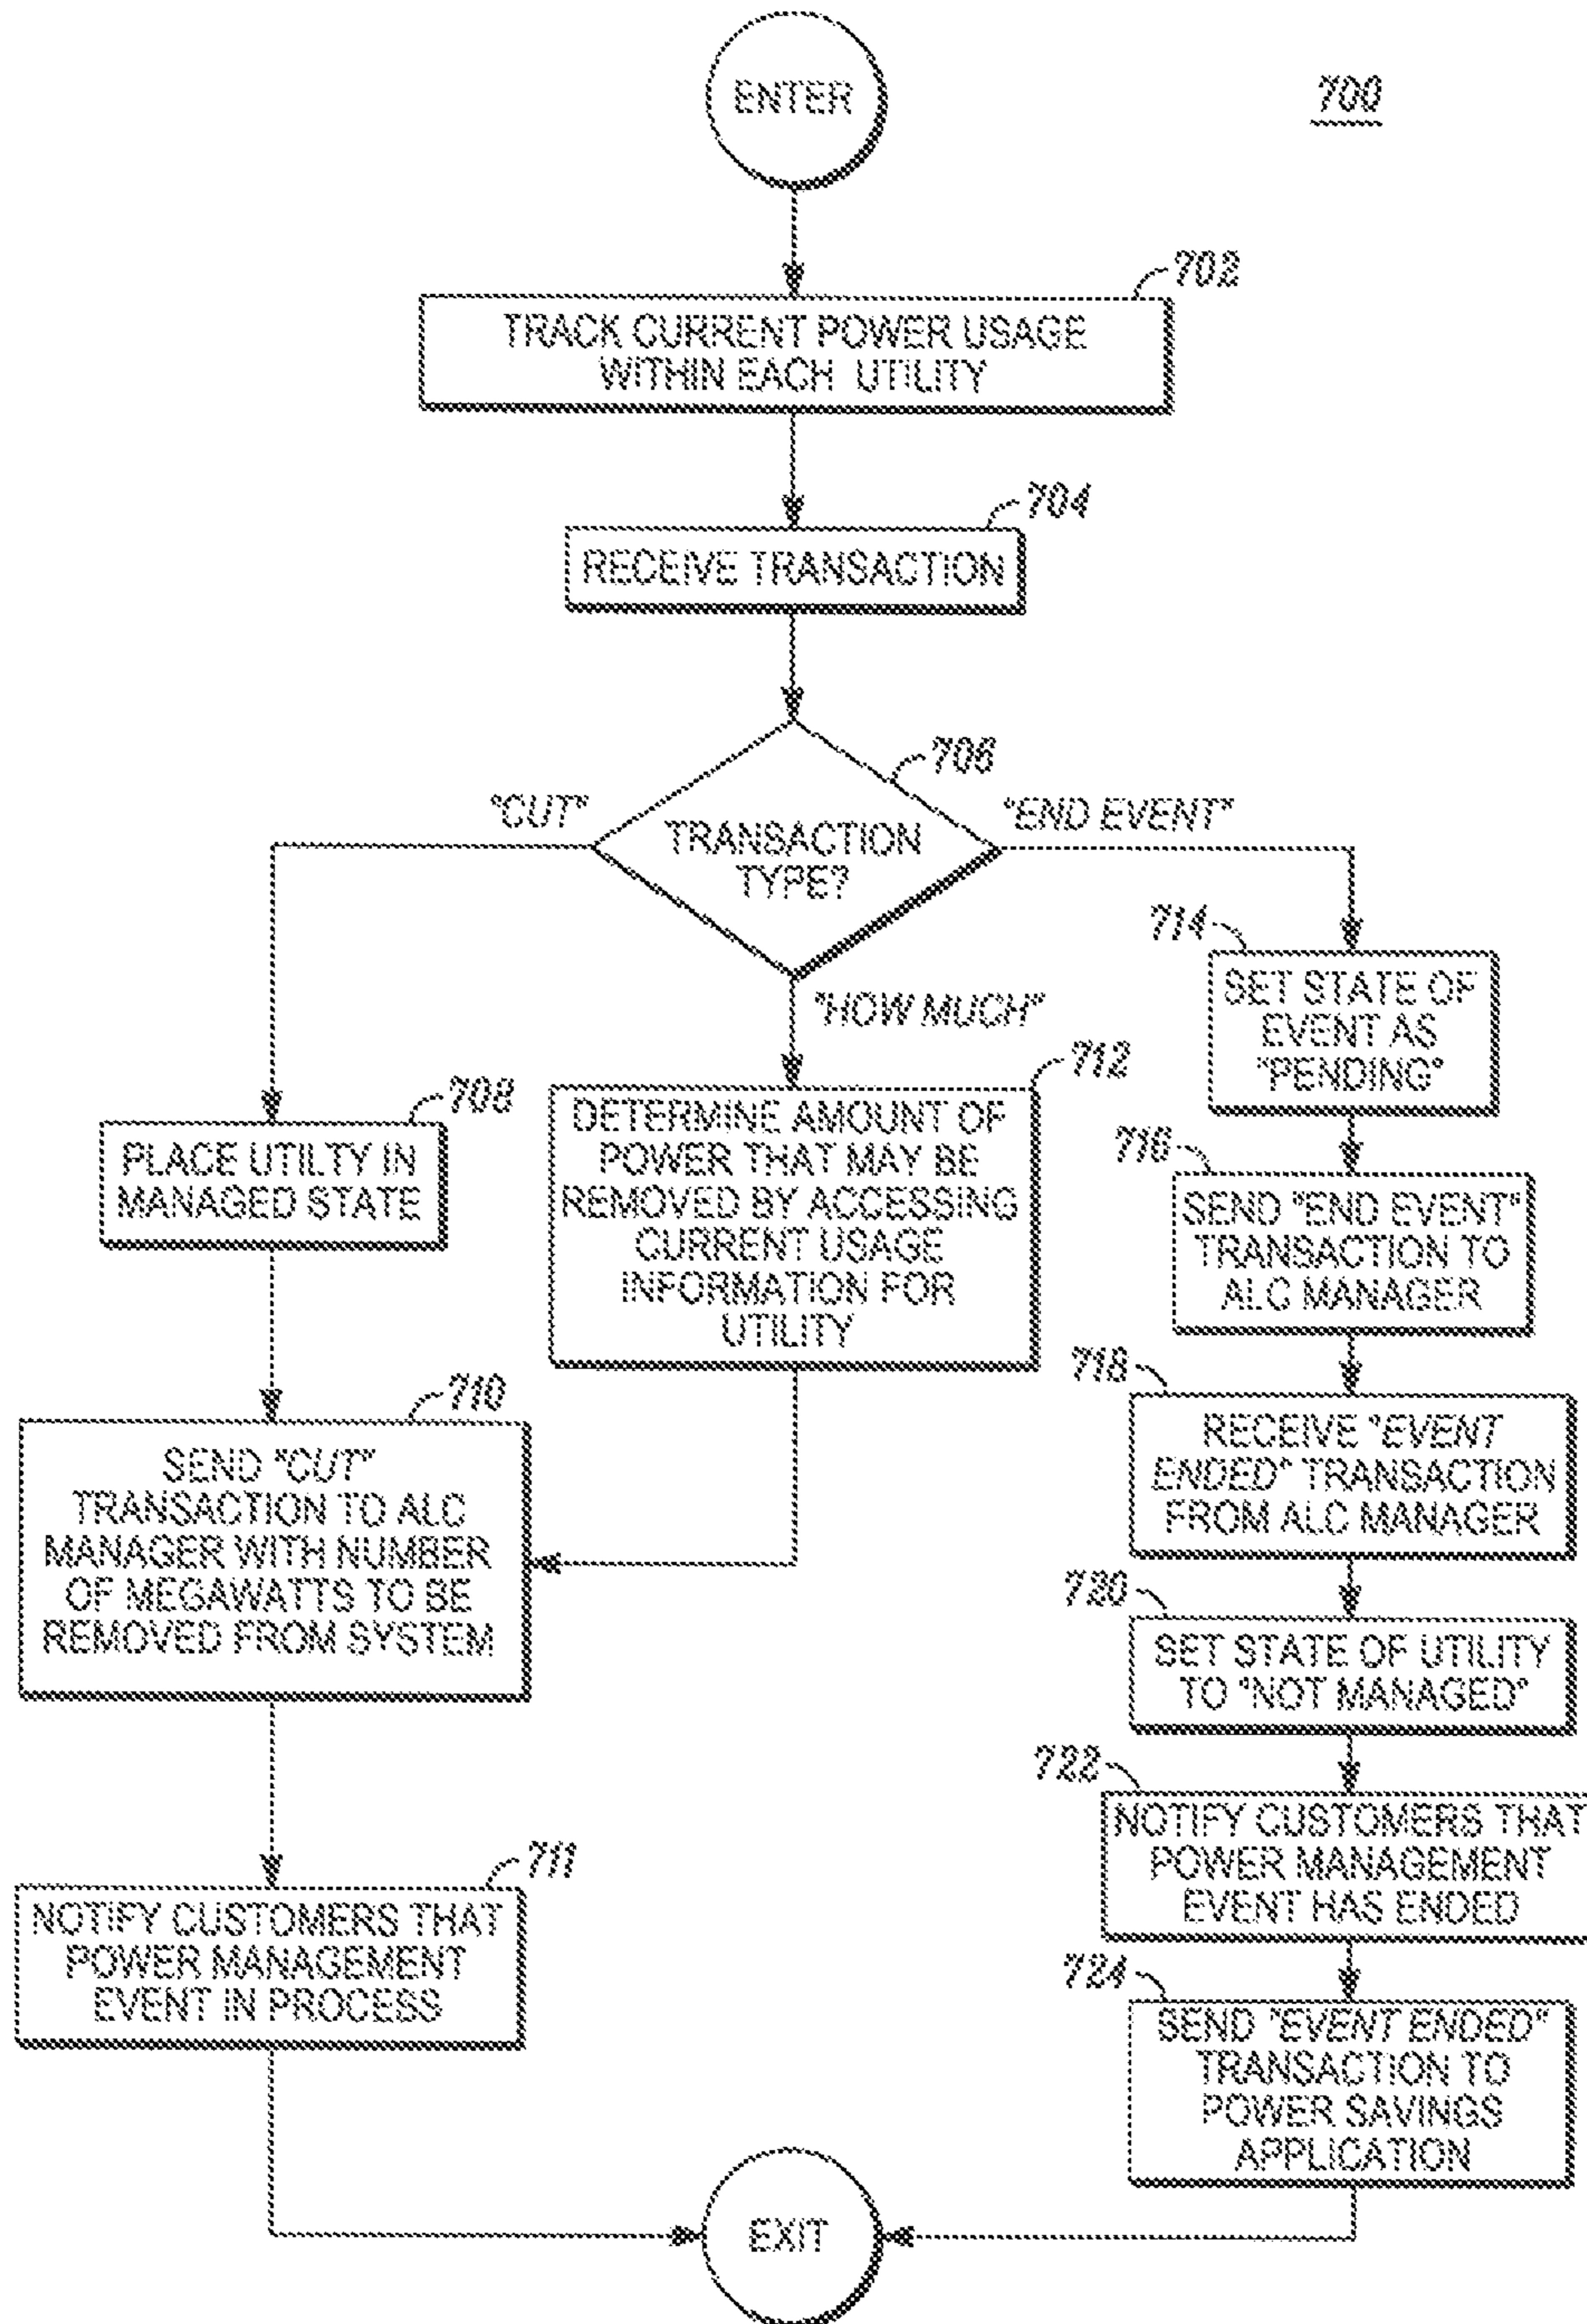 ENTER
700
702
TRACK CURRENT POWER USAGE
WITHIN EACH UTILITY
704
RECEIVE TRANSACTION
706
"CUT"
"END EVENT"
TRANSACTION
TYPE?
"HOW MUCH"
708
PLACE UTILTY IN
MANAGED STATE
712
DETERMINE AMOUNT OF
POWER THAT MAY BE
REMOVED BY ACCESSING
CURRENT USAGE
INFORMATION FOR
UTILITY
710
SEND "CUT"
TRANSACTION TO ALC
MANAGER WITH NUMBER
OF MEGAWATTS TO BE
REMOVED FROM SYSTEM
711
NOTIFY CUSTOMERS THAT
POWER MANAGEMENT
EVENT IN PROCESS
714
SET STATE OF
EVENT AS
"PENDING"
716
SEND "END EVENT"
TRANSACTION TO
ALC MANAGER
718
RECEIVE "EVENT
ENDED" TRANSACTION
FROM ALC MANAGER
720
SET STATE OF UTILITY
TO "NOT MANAGED"
722
NOTIFY CUSTOMERS THAT
POWER MANAGEMENT
EVENT HAS ENDED
724
SEND "EVENT ENDED"
TRANSACTION TO
POWER SAVINGS
APPLICATION
EXIT